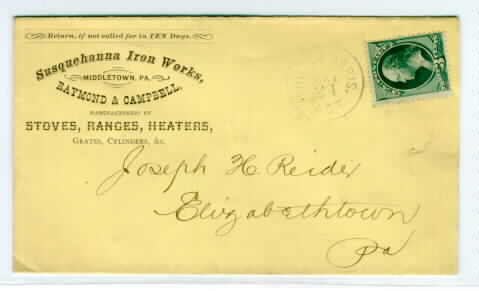 Return, if not called for in TEN Days.
Susquehanna Iron Works,
MIDDLETOWN, PA.
RAYMOND & CAMPBELL,
MANUFACTURERS OF
STOVES, RANGES, HEATERS,
GRATES, CYLINDERS, &c.
Joseph H. Reider
Elizabethtown
Pa